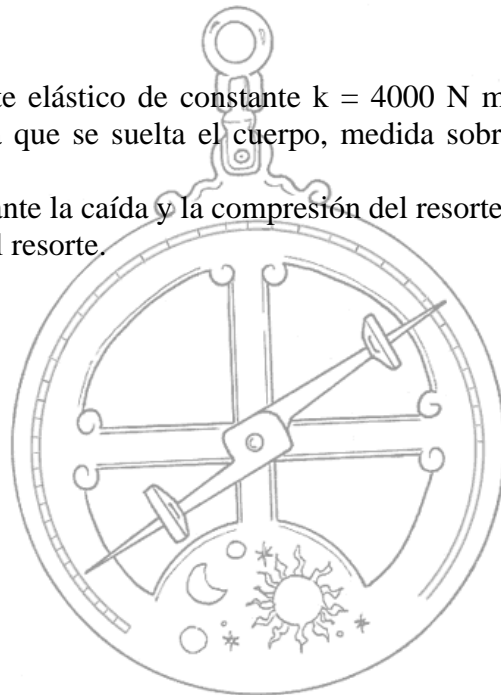 te elástico de constante k = 4000 N m
a que se suelta el cuerpo, medida sobr
ante la caída y la compresión del resorte
l resorte.